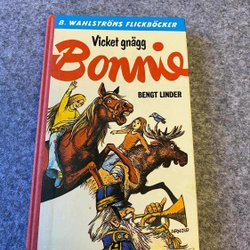 B. WAHLSTRÖMS FLICKBÖCKER
Vicket gnägg
Bonnie
BENGT LINDER